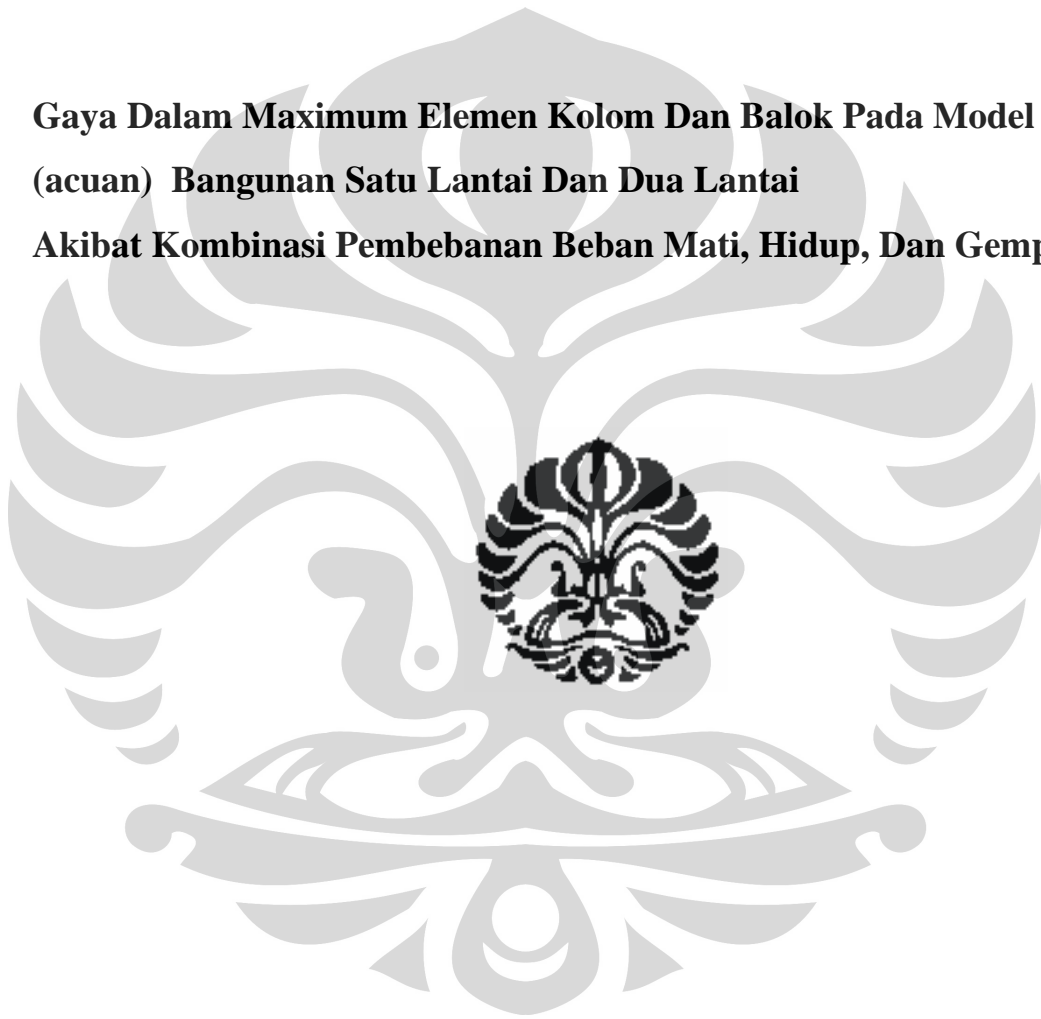 Gaya Dalam Maximum Elemen Kolom Dan Balok Pada Model
(acuan) Bangunan Satu Lantai Dan Dua Lantai
Akibat Kombinasi Pembebanan Beban Mati, Hidup, Dan